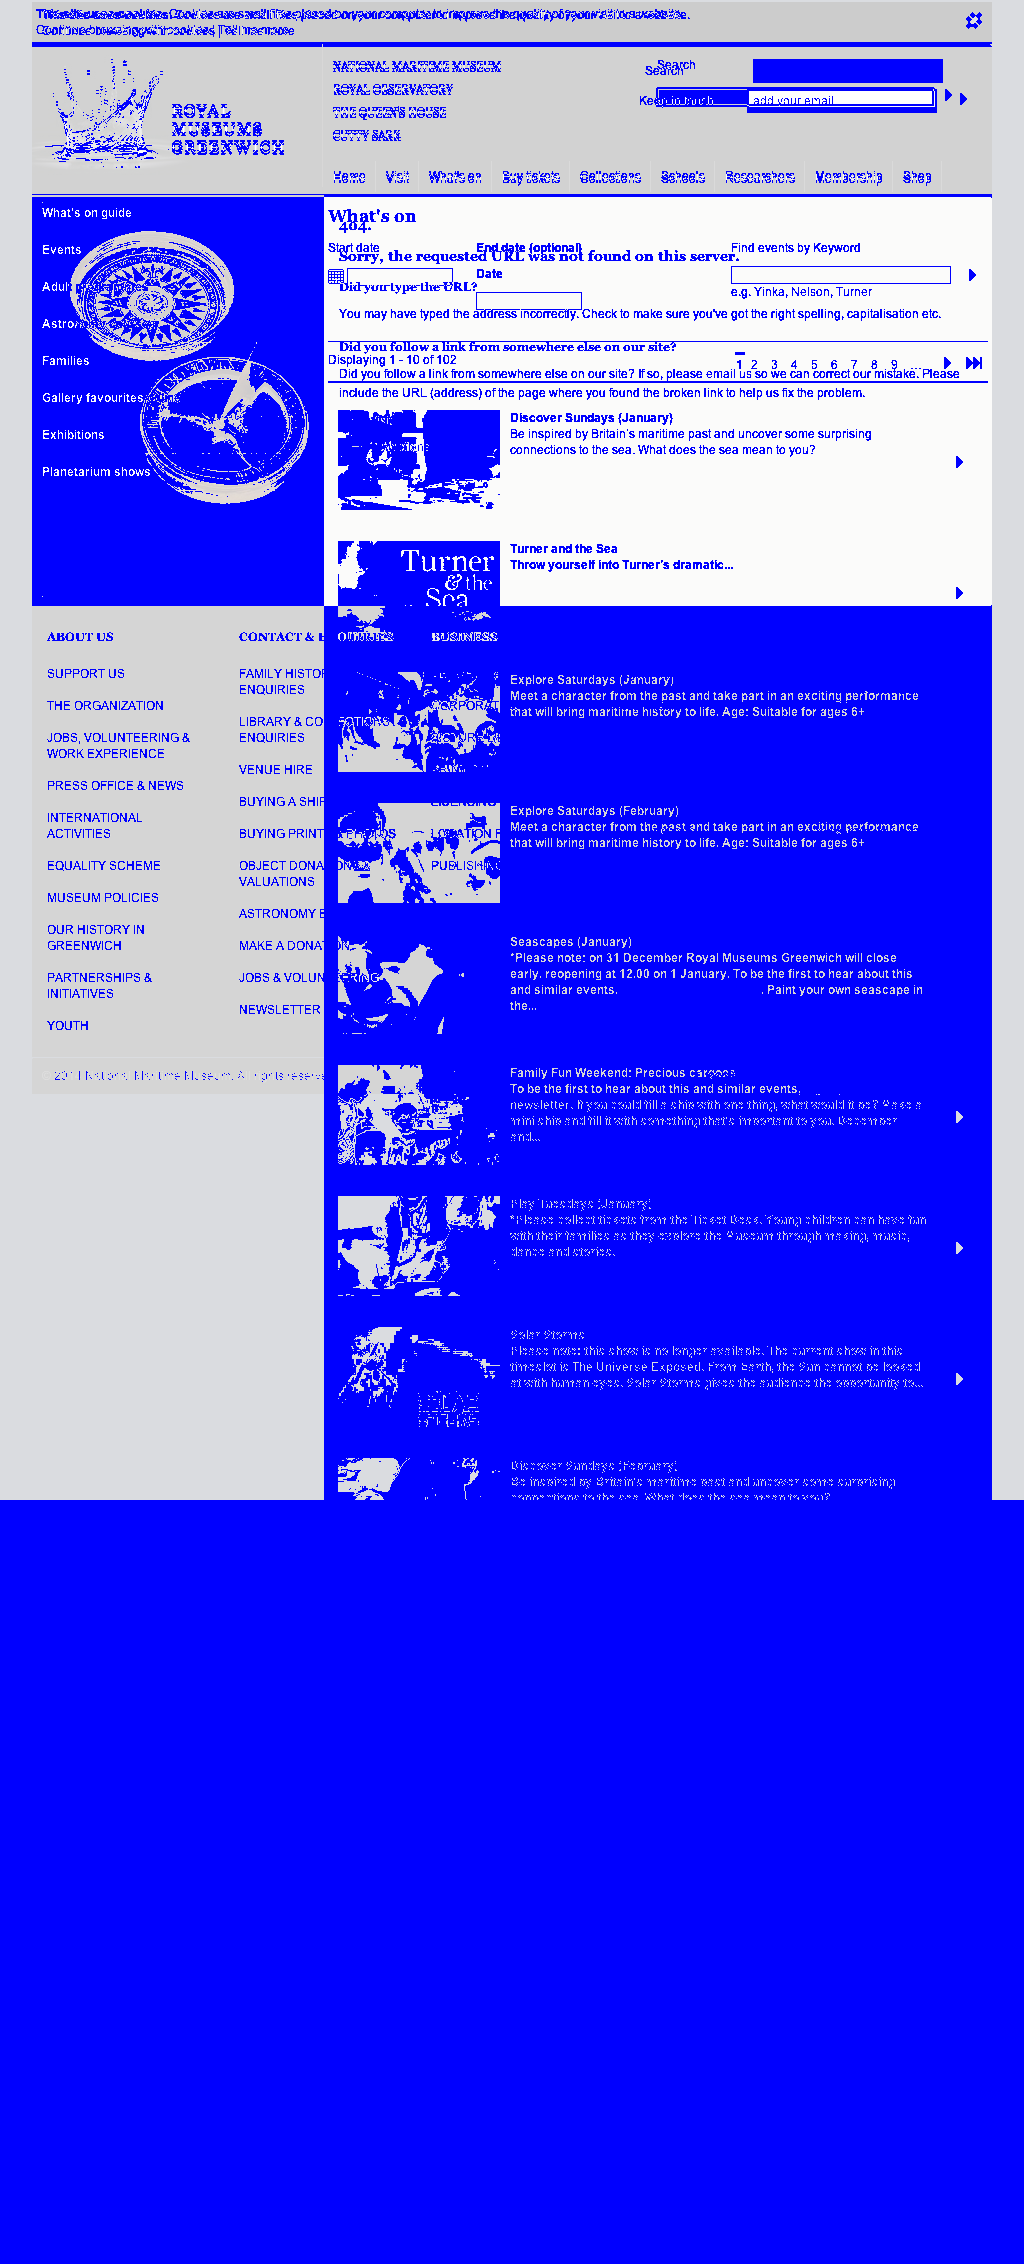 Continue browsing with cookies | Tell me more
ROYAL
MUSEUMS
GREENWICH
NATIONAL MARITIME MUSEUM
ROYAL OBSERVATORY
THE QUEEN'S HOUSE
CUTTY SARK
Search
Search
Keep in touch
add your email
Home Visit What's on Buy tickets Collections Schools Researchers Membership Shop
What's on guide
Events
Families
Gallery favourites
Exhibitions
Planetarium shows
What's on
404.
Start date
End date (optional)
Find events by Keyword
Sorry, the requested URL was not found on this server.
Date
Did you type the URL?
e.g. Yinka, Nelson, Turner
You may have typed the address incorrectly. Check to make sure you've got the right spelling, capitalisation etc.
Did you follow a link from somewhere else on our site?
Displaying 1 - 10 of 102
1 2 3 4 5 6 7 8 9 ...
Did you follow a link from somewhere else on our site? If so, please email us so we can correct our mistake. Please
include the URL (address) of the page where you found the broken link to help us fix the problem.
Discover Sundays (January)
Be inspired by Britain's maritime past and uncover some surprising
connections to the sea. What does the sea mean to you?
Turner
& the
Sea
Turner and the Sea
Throw yourself into Turner's dramatic...
ABOUT US
SUPPORT US
THE ORGANIZATION
JOBS, VOLUNTEERING &
WORK EXPERIENCE
PRESS OFFICE & NEWS
INTERNATIONAL
ACTIVITIES
EQUALITY SCHEME
MUSEUM POLICIES
OUR HISTORY IN
GREENWICH
PARTNERSHIPS &
INITIATIVES
YOUTH
CONTACT &
FAMILY HISTORY
ENQUIRIES
LIBRARY & COLLECTIONS
ENQUIRIES
VENUE HIRE
BUYING A SHIP
BUYING PRINTS & PHOTOS
OBJECT DONATIONS &
VALUATIONS
ASTRONOMY
MAKE A DONATION
JOBS & VOLUNTEERING
NEWSLETTER
BUSINESS
LICENSING
LOCATION
PUBLISHING
Explore Saturdays (January)
Meet a character from the past and take part in an exciting performance
that will bring maritime history to life. Age: Suitable for ages 6+
Explore Saturdays (February)
Meet a character from the past and take part in an exciting performance
that will bring maritime history to life. Age: Suitable for ages 6+
Seascapes (January)
*Please note: on 31 December Royal Museums Greenwich will close
early, reopening at 12.00 on 1 January. To be the first to hear about this
and similar events, . Paint your own seascape in
the...
Family Fun Weekend: Precious cargoes
To be the first to hear about this and similar events,
newsletter. If you could fill a ship with one thing, what would it be? Make a
mini ship and fill it with something that's important to you. December
and...
Play Tuesdays (January)
*Please collect tickets from the Ticket Desk. Young children can have fun
with their families as they explore the Museum through making, music,
dance and stories.
Solar Storms
Please note: this show is no longer available. The current show in this
timeslot is The Universe Exposed. From Earth, the Sun cannot be looked
at with human eyes. Solar Storms gives the audience the opportunity to...
Discover Sundays (February)
Be inspired by Britain's maritime past and uncover some surprising
connections to the sea. What does the sea mean to you?